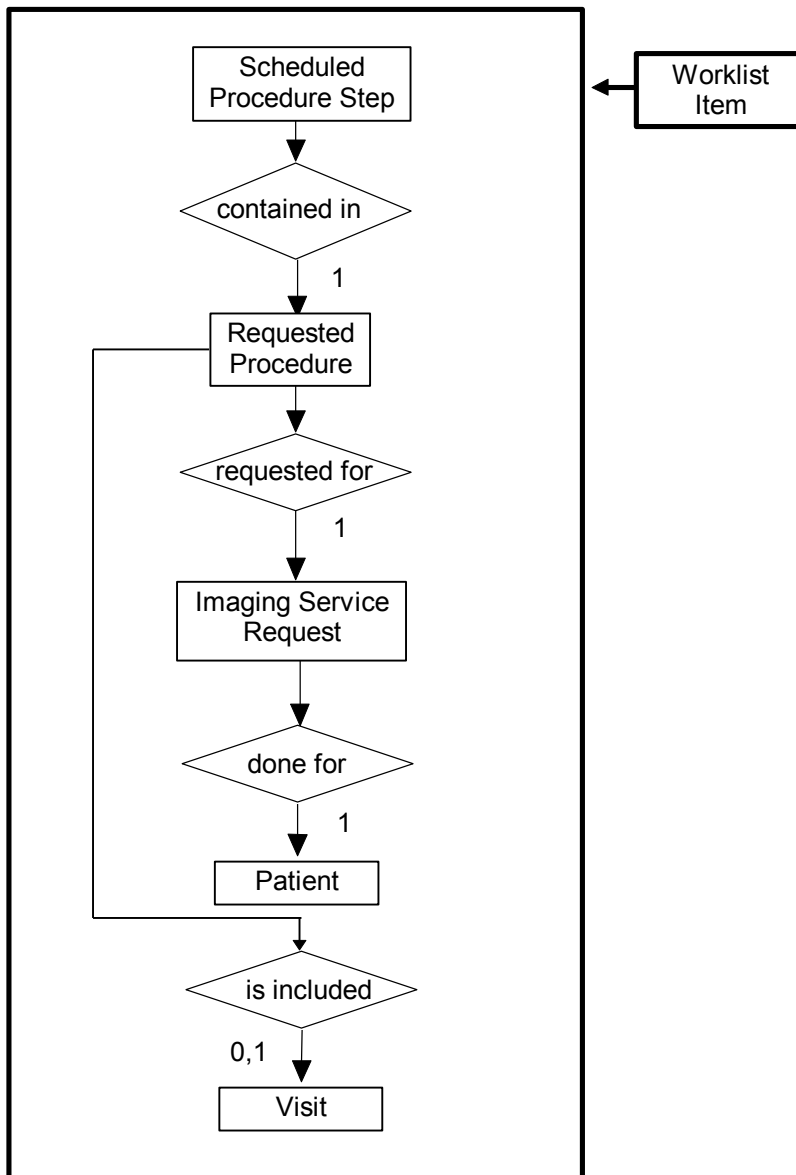 Scheduled
Procedure Step
Worklist
Item
contained in
1
Requested
Procedure
requested for
1
Imaging Service
Request
done for
1
Patient
is included
0,1
Visit